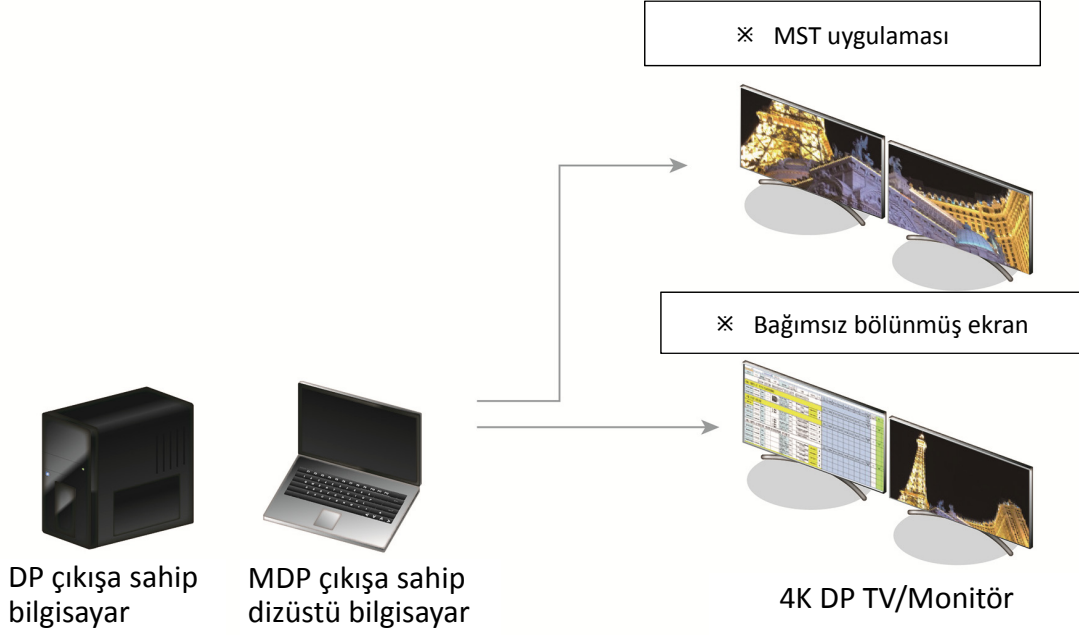 ※ MST uygulaması
※ Bağımsız bölünmüş ekran
DP çıkışa sahip
bilgisayar
MDP çıkışa sahip
dizüstü bilgisayar
4K DP TV/Monitör